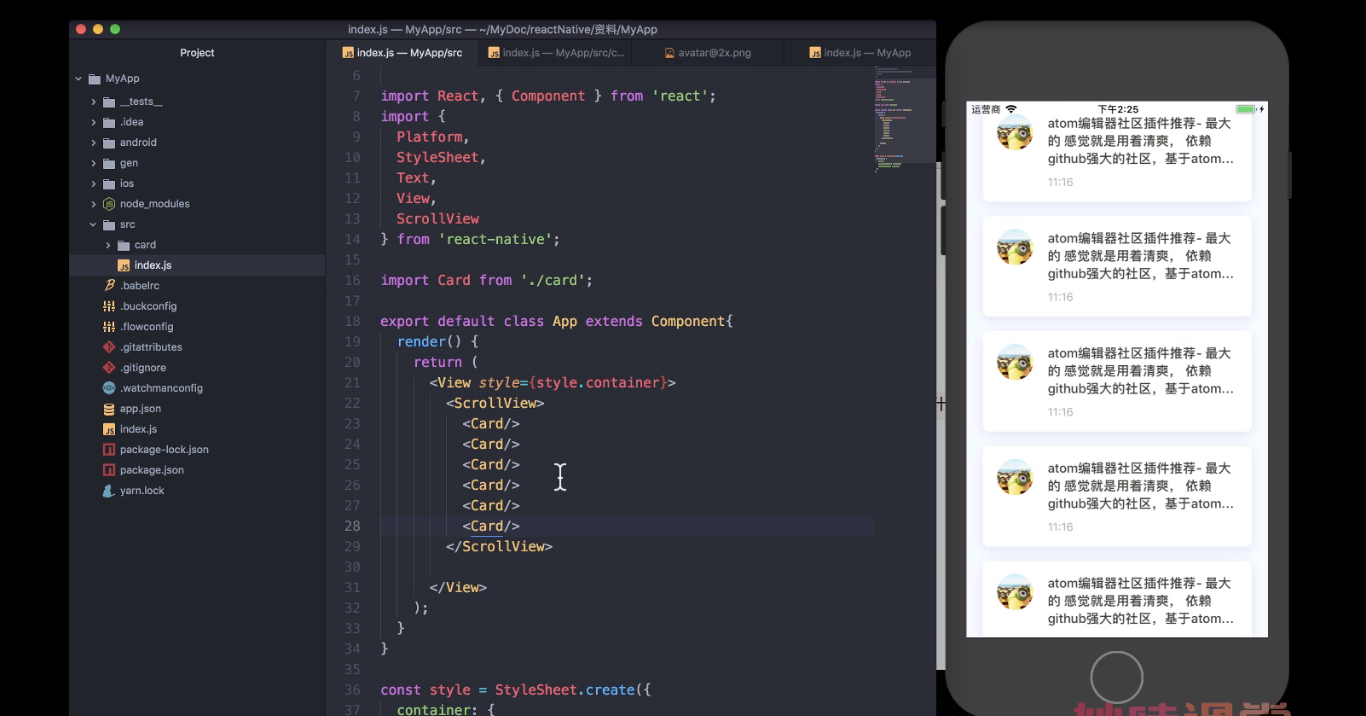 index.js — MyApp/src — ~/MyDoc/reactNative/资料/MyApp
Project
index.js — MyApp/src
index.js — MyApp/src/c...
avatar@2x.png
index.js — MyApp
MyApp
__tests__
.idea
android
gen
ios
node_modules
src
card
index.js
.babelrc
.buckconfig
.flowconfig
.gitattributes
.gitignore
.watchmanconfig
app.json
index.js
package-lock.json
package.json
yarn.lock
6
7 import React, { Component } from 'react';
8 import {
9 Platform,
10 StyleSheet,
11 Text,
12 View,
13 ScrollView
14 } from 'react-native';
15
16 import Card from './card';
17
18 export default class App extends Component{
19 render() {
20 return (
21 <View style={style.container}>
22 <ScrollView>
23 <Card/>
24 <Card/>
25 <Card/>
26 <Card/>
27 <Card/>
28 <Card/>
29 </ScrollView>
30
31 </View>
32 );
33 }
34 }
35
36 const style = StyleSheet.create({
37 container: {
运营商 下午2:25
atom编辑器社区插件推荐- 最大
的 感觉就是用着清爽， 依赖
github强大的社区，基于atom...
11:16
atom编辑器社区插件推荐- 最大
的 感觉就是用着清爽， 依赖
github强大的社区，基于atom...
11:16
atom编辑器社区插件推荐- 最大
的 感觉就是用着清爽， 依赖
github强大的社区，基于atom...
11:16
atom编辑器社区插件推荐- 最大
的 感觉就是用着清爽， 依赖
github强大的社区，基于atom...
11:16
atom编辑器社区插件推荐- 最大
的 感觉就是用着清爽， 依赖
github强大的社区，基于atom...